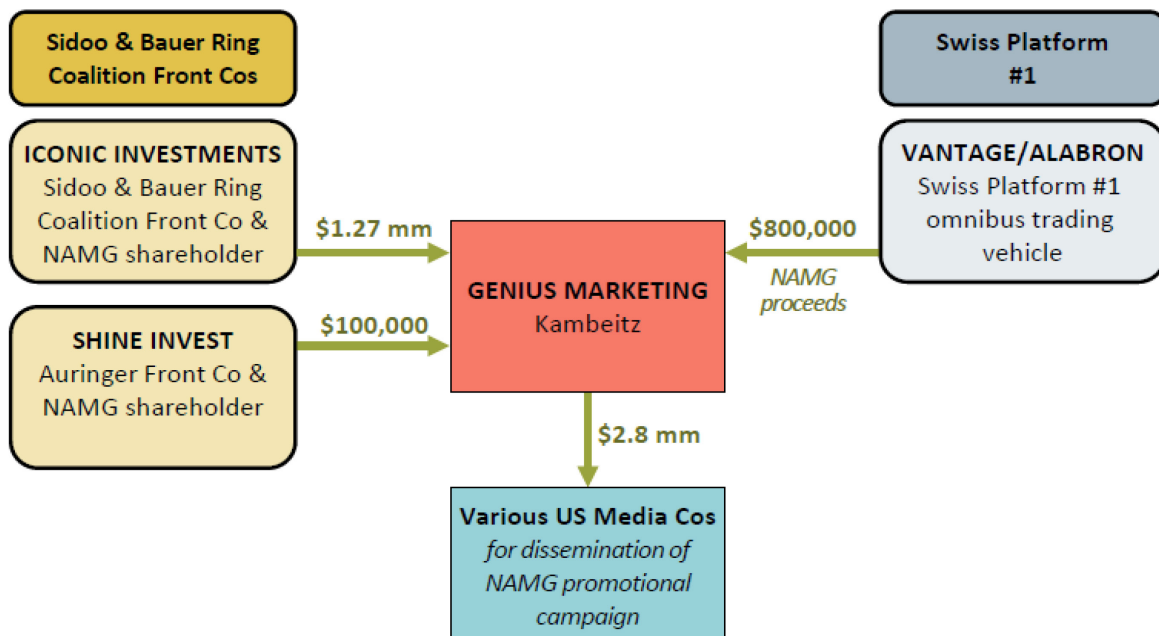 Sidoo & Bauer Ring
Coalition Front Cos
Swiss Platform
#1
ICONIC INVESTMENTS
Sidoo & Bauer Ring
Coalition Front Co &
NAMG shareholder
$1.27 mm
SHINE INVEST
Auringer Front Co &
NAMG shareholder
$100,000
GENIUS MARKETING
Kambeitz
$800,000
NAMG
proceeds
VANTAGE/ALABRON
Swiss Platform #1
omnibus trading
vehicle
$2.8 mm
Various US Media Cos
for dissemination of
NAMG promotional
campaign